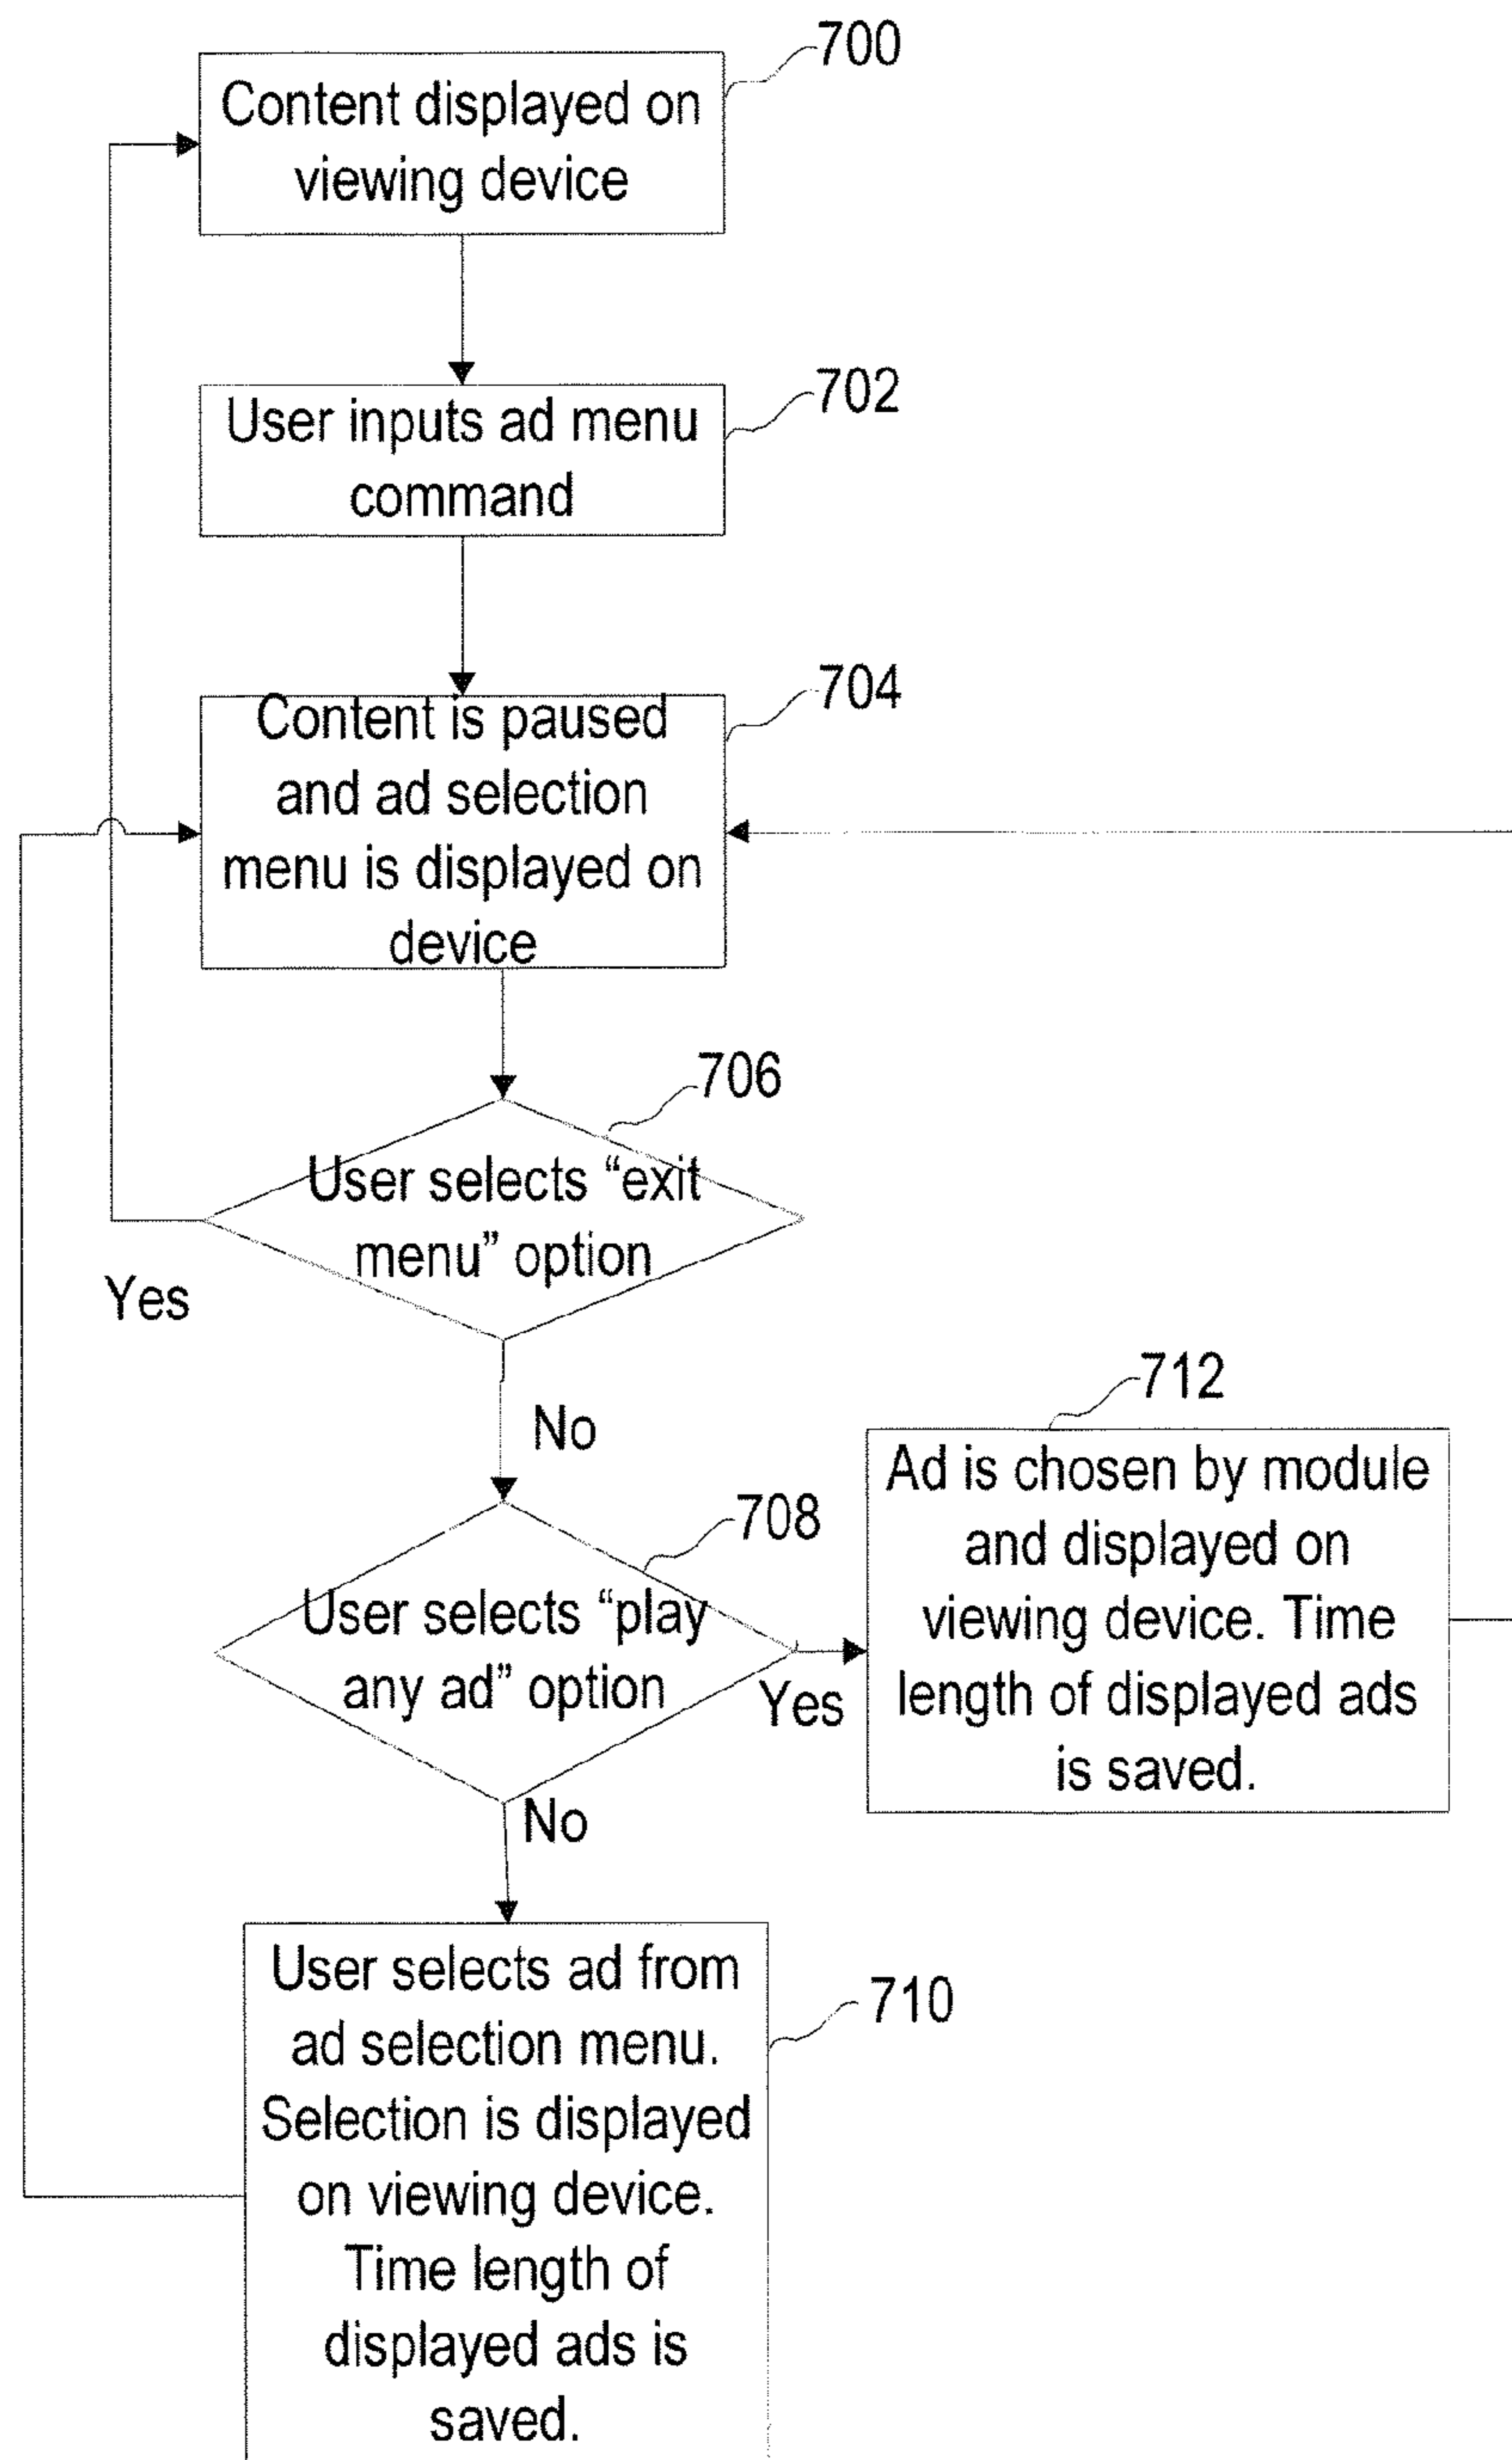 700
Content displayed on
viewing device
702
User inputs ad menu
command
704
Content is paused
and ad selection
menu is displayed on
device
706
User selects “exit
menu” option
Yes
No
708
User selects “play
any ad” option
Yes
No
712
Ad is chosen by module
and displayed on
viewing device. Time
length of displayed ads
is saved.
710
User selects ad from
ad selection menu.
Selection is displayed
on viewing device.
Time length of
displayed ads is
saved.